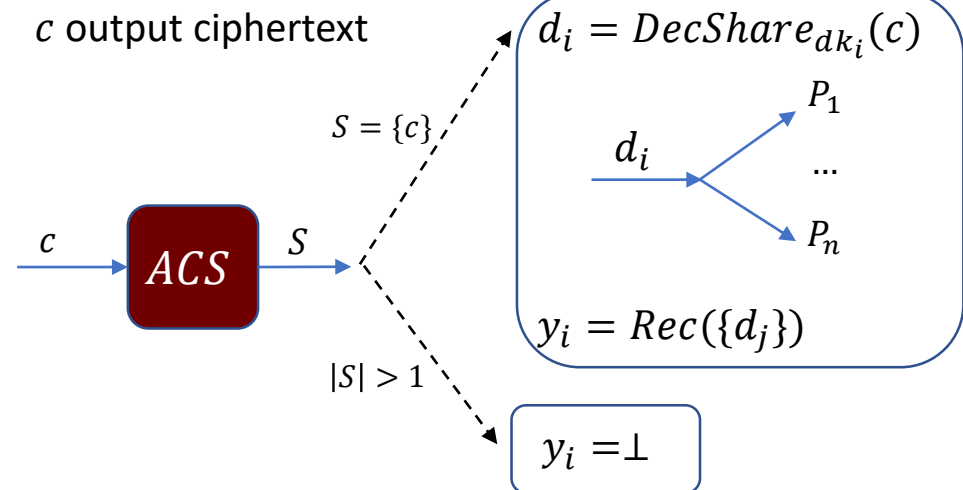 c output ciphertext
d_i = DecShare_{dk_i}(c)
P_1
S = {c}
d_i
...
c
ACS
S
P_n
y_i = Rec({d_j})
|S| > 1
y_i =⊥